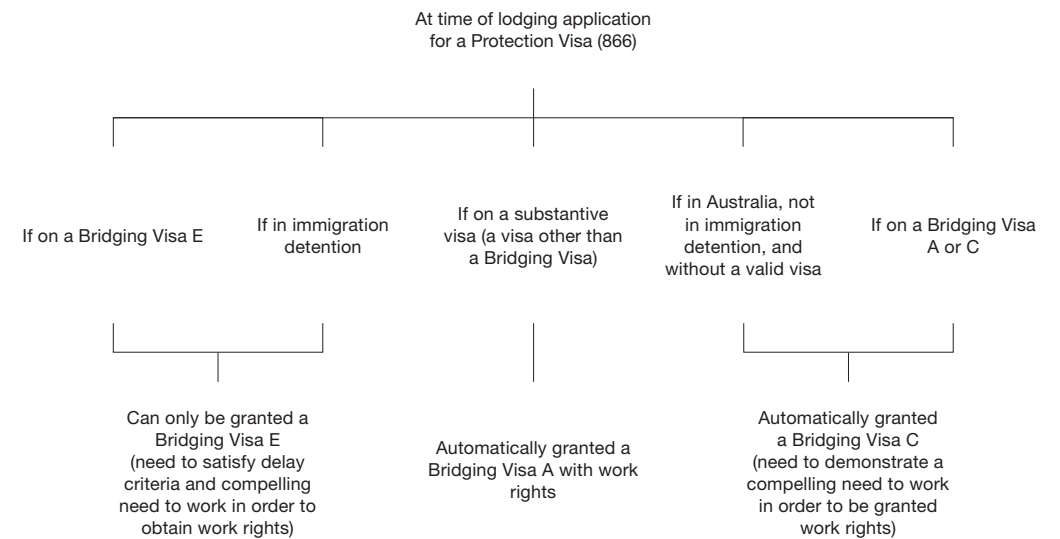 At time of lodging application
for a Protection Visa (866)
If on a Bridging Visa E
If in immigration
detention
If on a substantive
visa (a visa other than
a Bridging Visa)
If in Australia, not
in immigration
detention, and
without a valid visa
If on a Bridging Visa
A or C
Can only be granted a
Bridging Visa E
(need to satisfy delay
criteria and compelling
need to work in order to
obtain work rights)
Automatically granted a
Bridging Visa A with work
rights
Automatically granted
a Bridging Visa C
(need to demonstrate a
compelling need to work
in order to be granted
work rights)